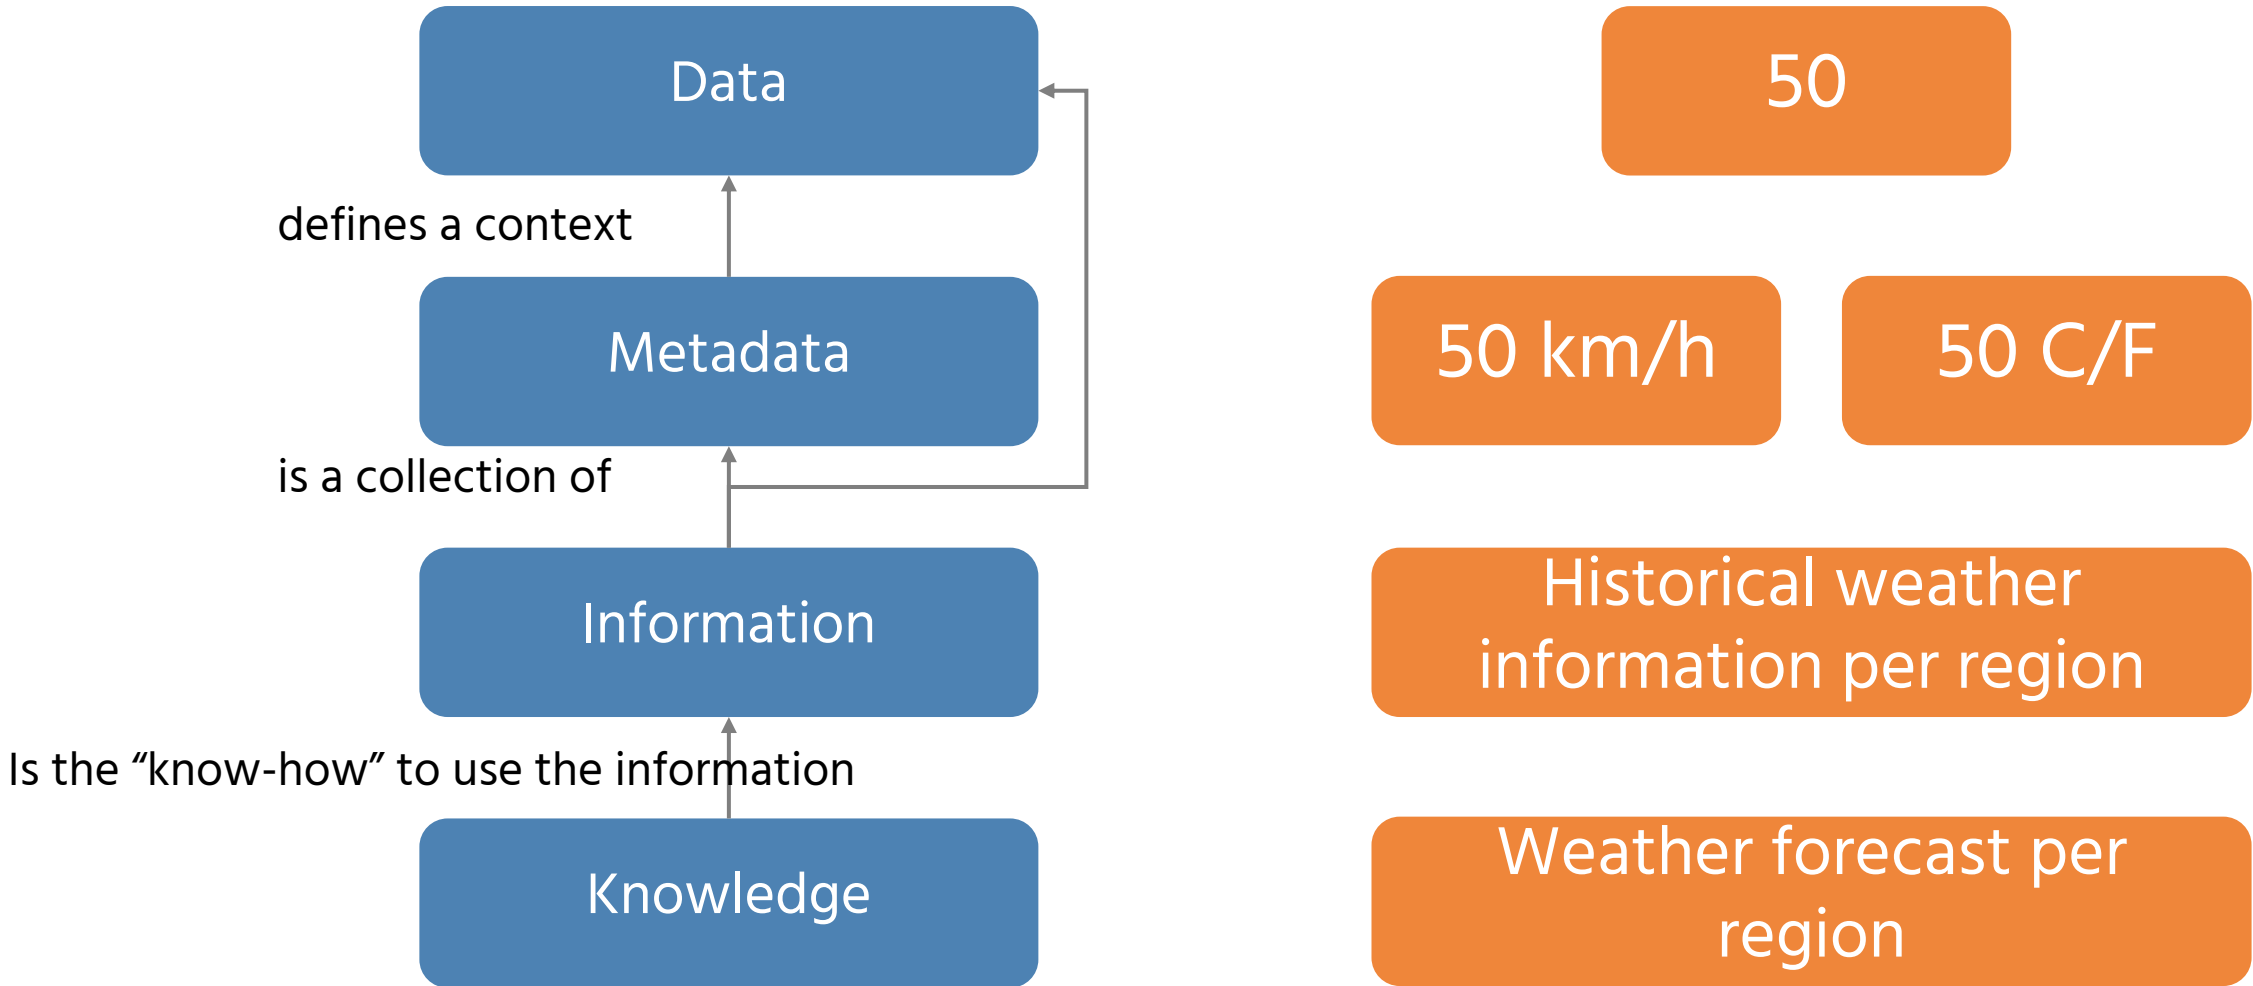 Data
50
defines a context
Metadata
50 km/h
50 C/F
is a collection of
Information
Historical weather
information per region
Is the “know-how” to use the information
Knowledge
Weather forecast per
region